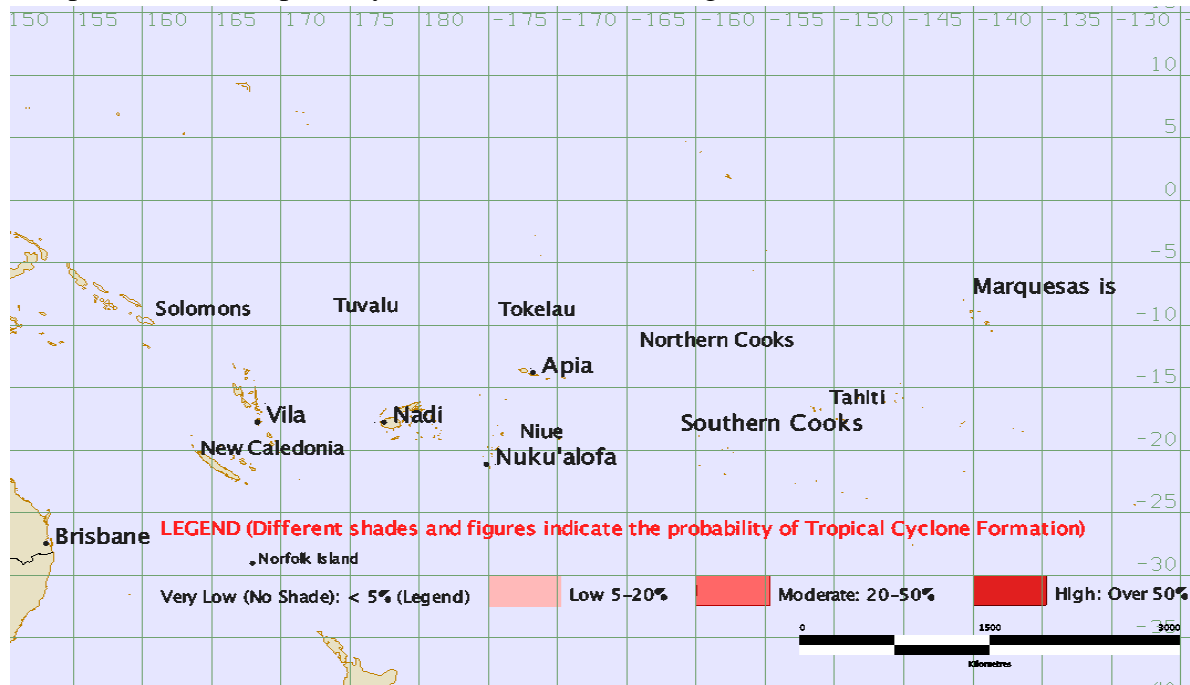 150 155 160 165 170 175 180 -175 -170 -165 -160 -155 -150 -145 -140 -135 -130
10
5
0
-5
Marquesas is
Solomons Tuvalu Tokelau
-10
Northern Cooks
Apia
-15
Tahiti
Vila Nadi
Southern Cooks
Niue
New Caledonia
-20
Nuku'alofa
-25
LEGEND (Different shades and figures indicate the probability of Tropical Cyclone Formation)
Brisbane
Norfolk Island
-30
Very Low (No Shade): < 5% (Legend) Low 5-20% Moderate: 20-50% High: Over 50%
0 1500 3000
-35
Kilometres